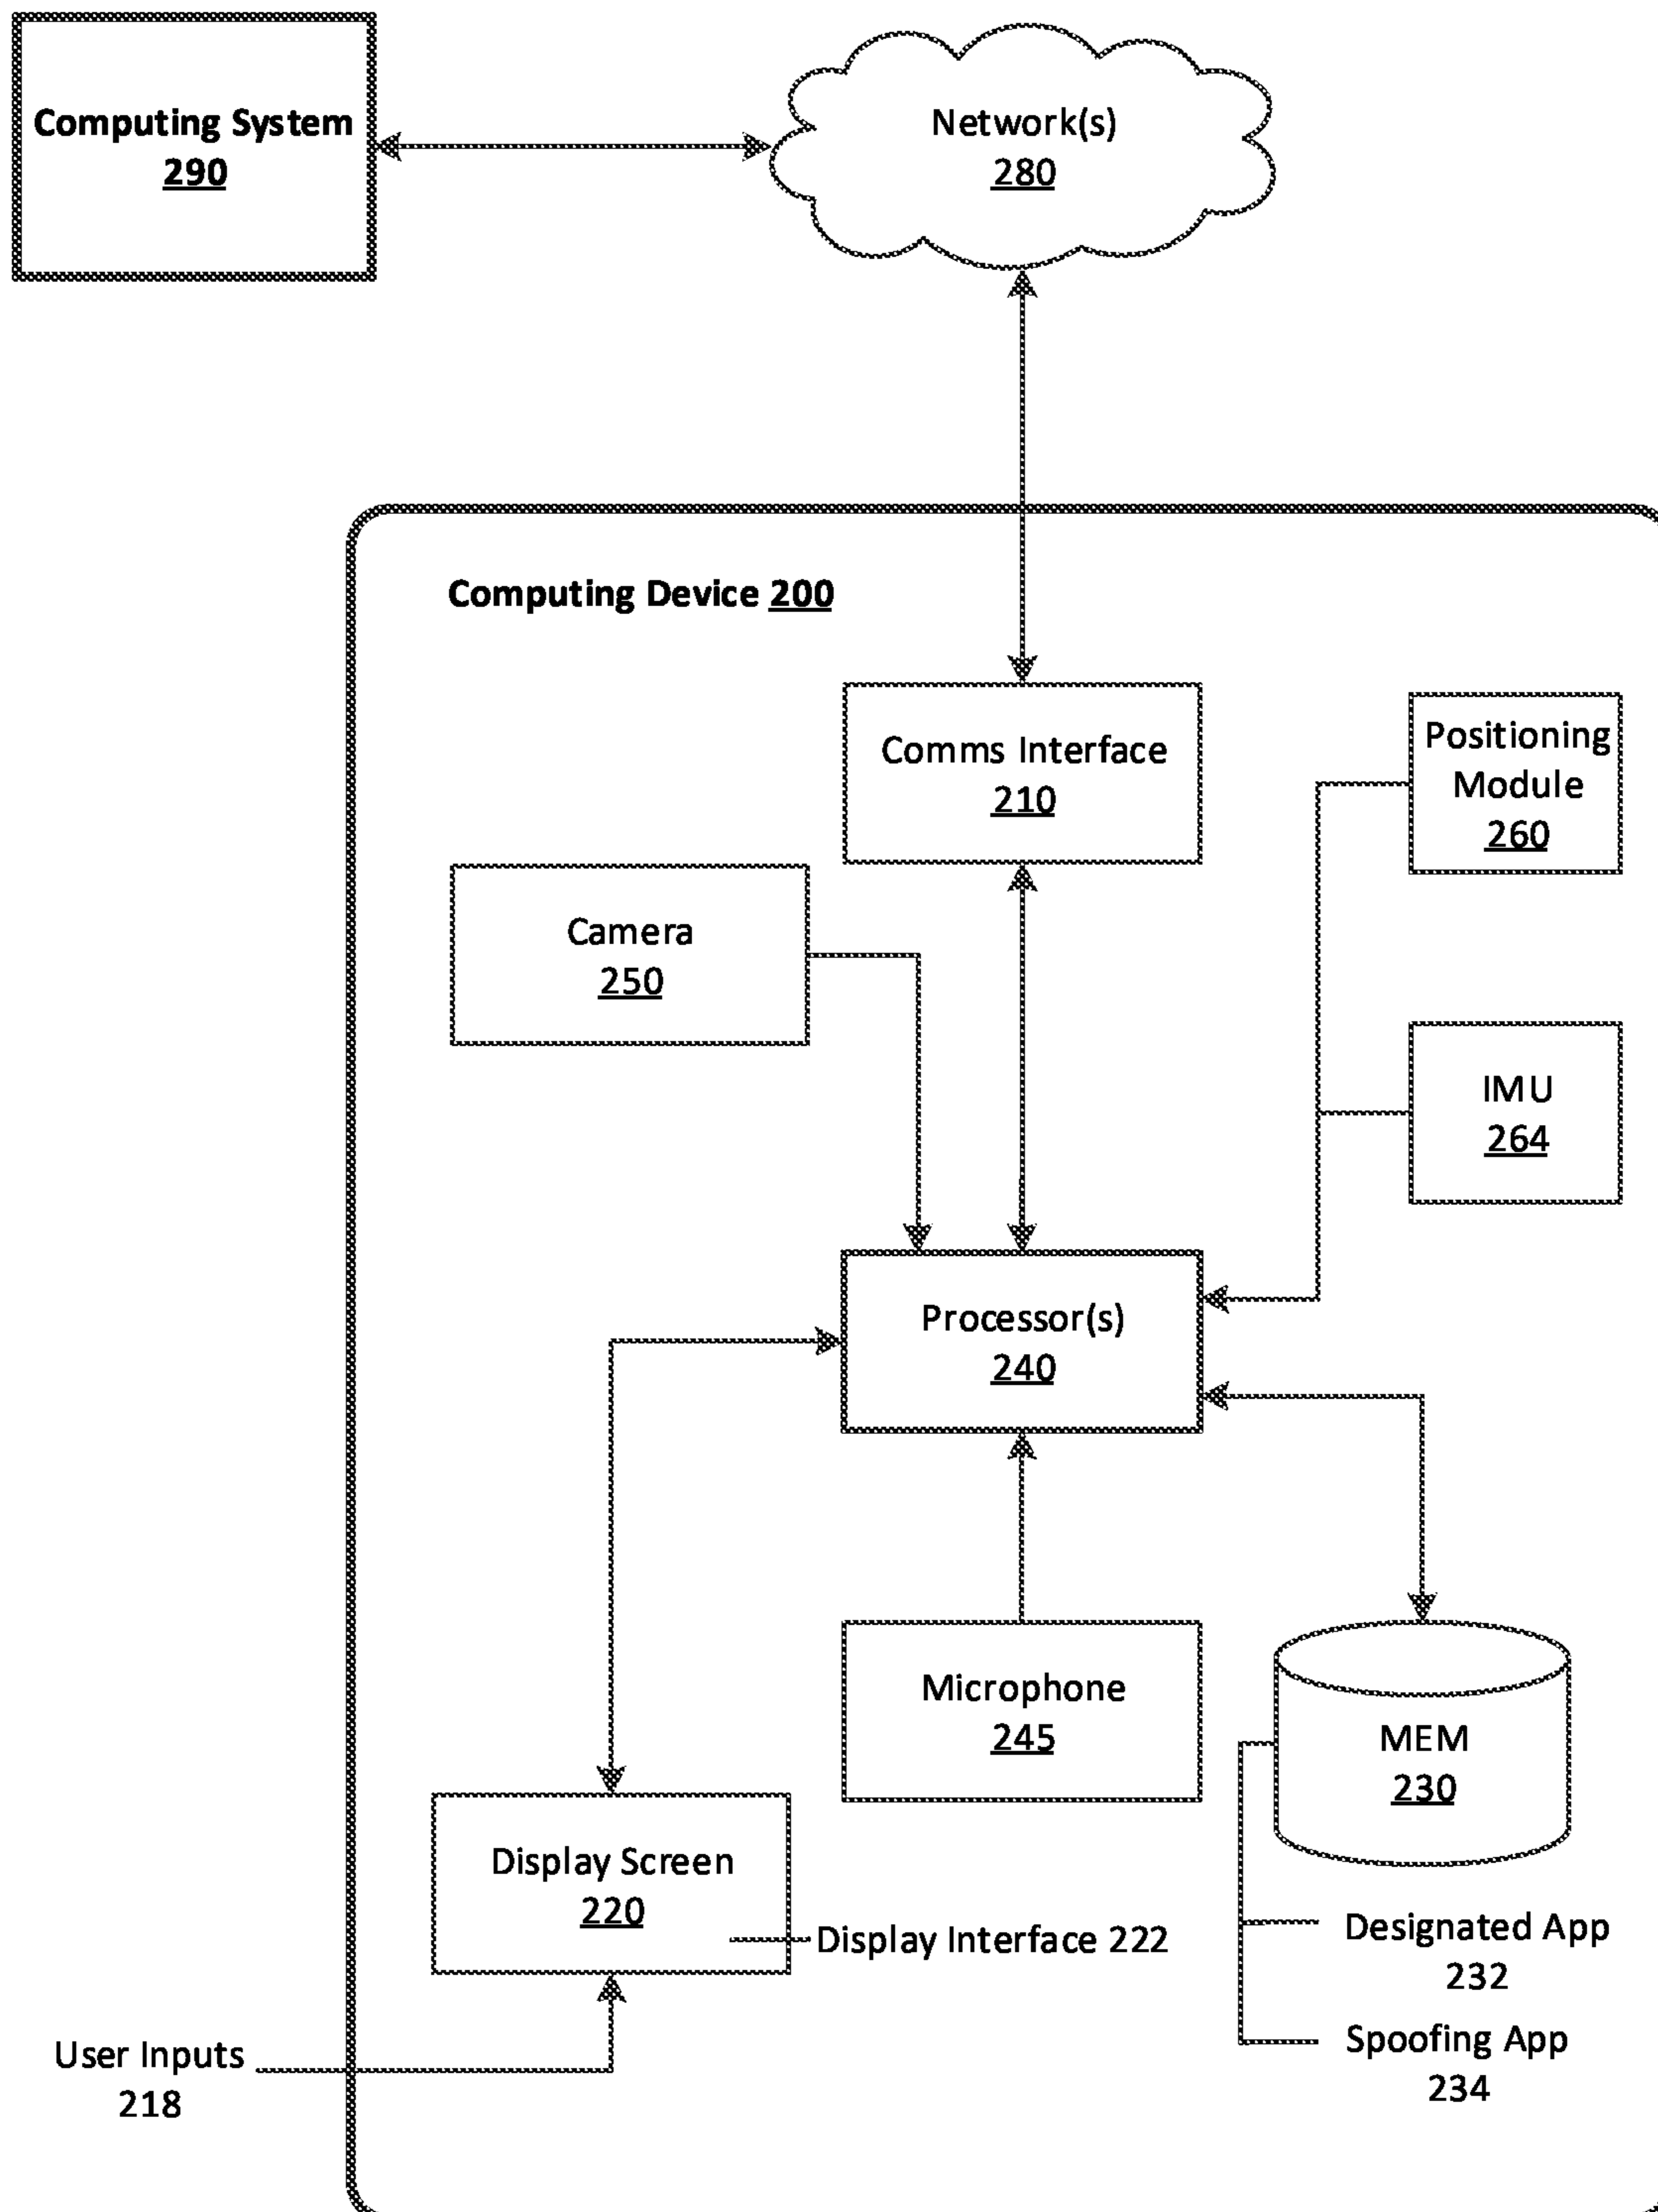 Computing System
290
Network(s)
280
Computing Device 200
Comms Interface
210
Positioning
Module
260
Camera
250
IMU
264
Processor(s)
240
Microphone
245
MEM
230
Display Screen
220
Display Interface 222
Designated App
232
Spoofing App
234
User Inputs
218